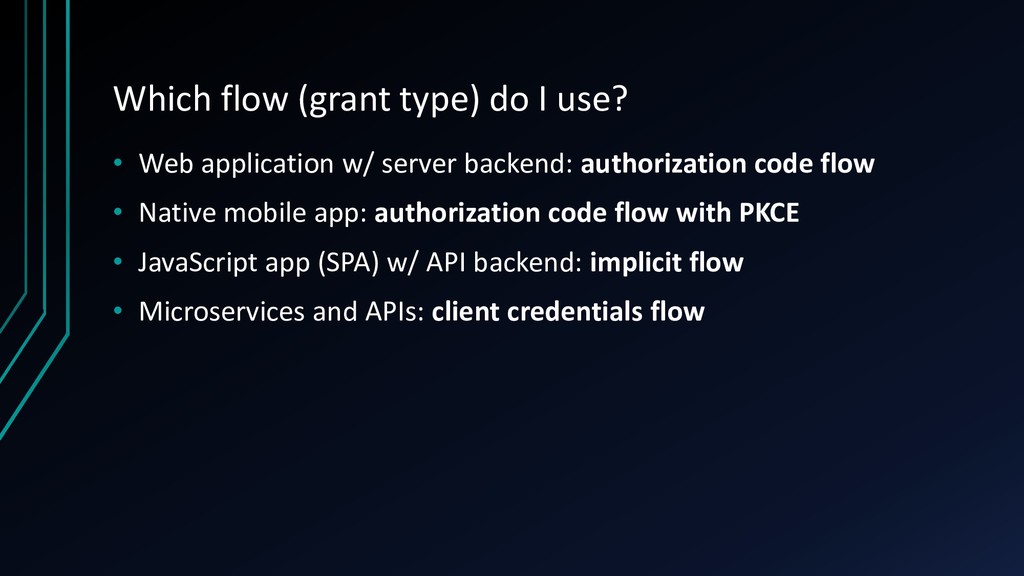 Which flow (grant type) do I use?
• Web application w/ server backend: authorization code flow
• Native mobile app: authorization code flow with PKCE
• JavaScript app (SPA) w/ API backend: implicit flow
• Microservices and APIs: client credentials flow